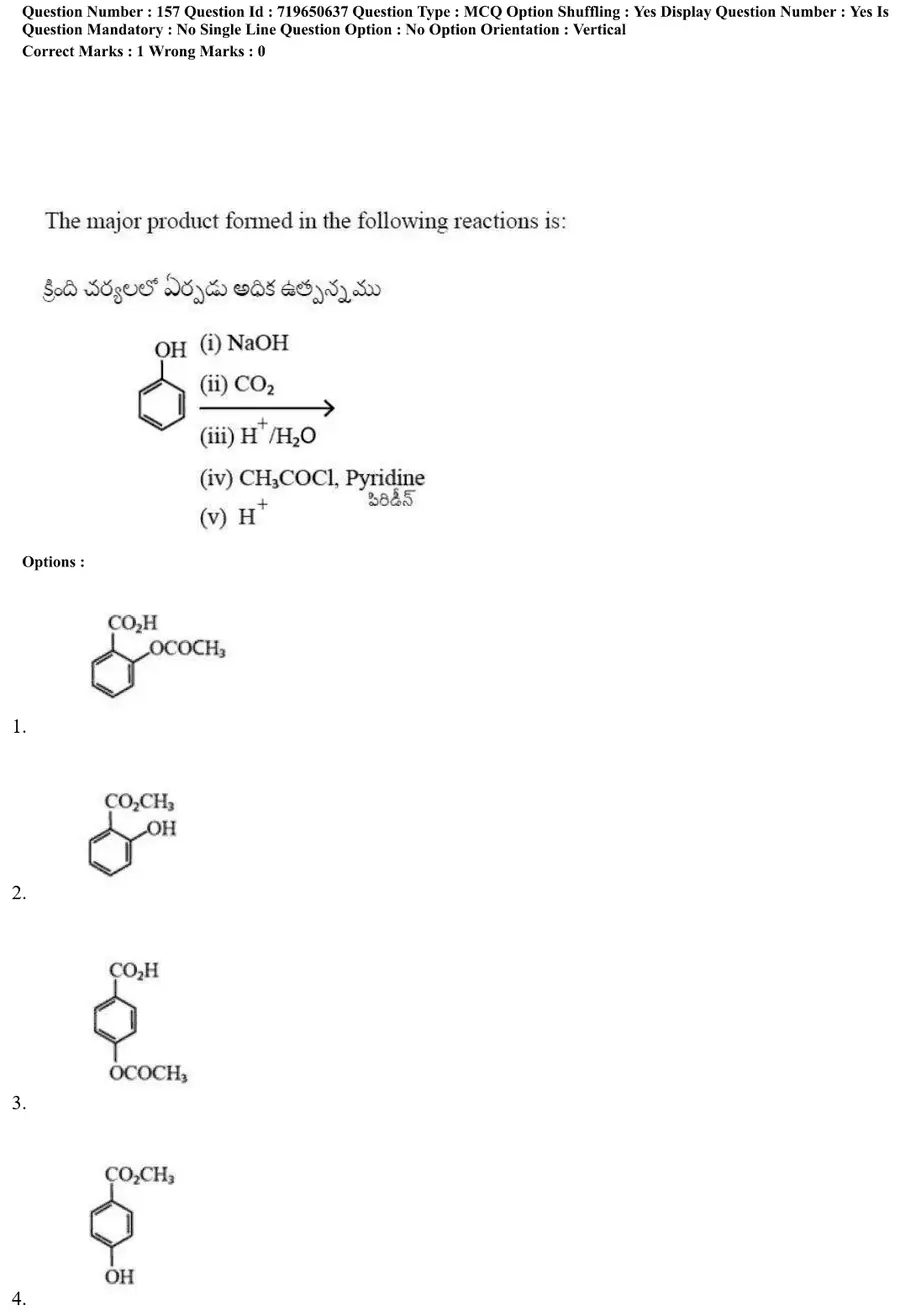 Question Number : 157 Question Id : 719650637 Question Type : MCQ Option Shuffling : Yes Display Question Number : Yes Is
Question Mandatory : No Single Line Question Option : No Option Orientation : Vertical
Correct Marks : 1 Wrong Marks : 0
The major product formed in the following reactions is:
క్రింది చర్యలలో ఏర్పడు అధిక ఉత్పన్నము
OH (i) NaOH
(ii) CO₂
(iii) H⁺/H₂O
(iv) CH₃COCl, Pyridine
పిరిడీన్
(v) H⁺
Options :
CO₂H
OCOCH₃
1.
CO₂CH₃
OH
2.
CO₂H
OCOCH₃
3.
CO₂CH₃
OH
4.